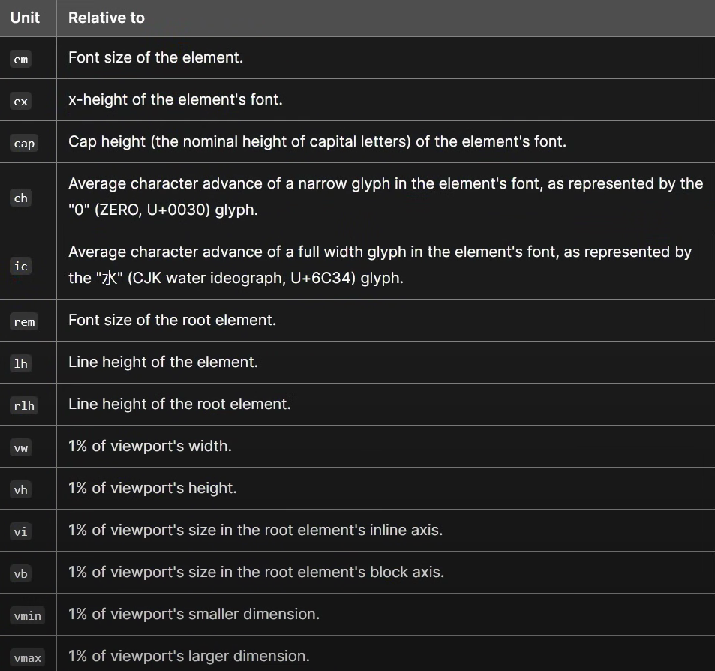 Unit Relative to
em Font size of the element.
ex x-height of the element's font.
cap Cap height (the nominal height of capital letters) of the element's font.
ch Average character advance of a narrow glyph in the element's font, as represented by the
"0" (ZERO, U+0030) glyph.
ic Average character advance of a full width glyph in the element's font, as represented by
the "水" (CJK water ideograph, U+6C34) glyph.
rem Font size of the root element.
lh Line height of the element.
rlh Line height of the root element.
vw 1% of viewport's width.
vh 1% of viewport's height.
vi 1% of viewport's size in the root element's inline axis.
vb 1% of viewport's size in the root element's block axis.
vmin 1% of viewport's smaller dimension.
vmax 1% of viewport's larger dimension.